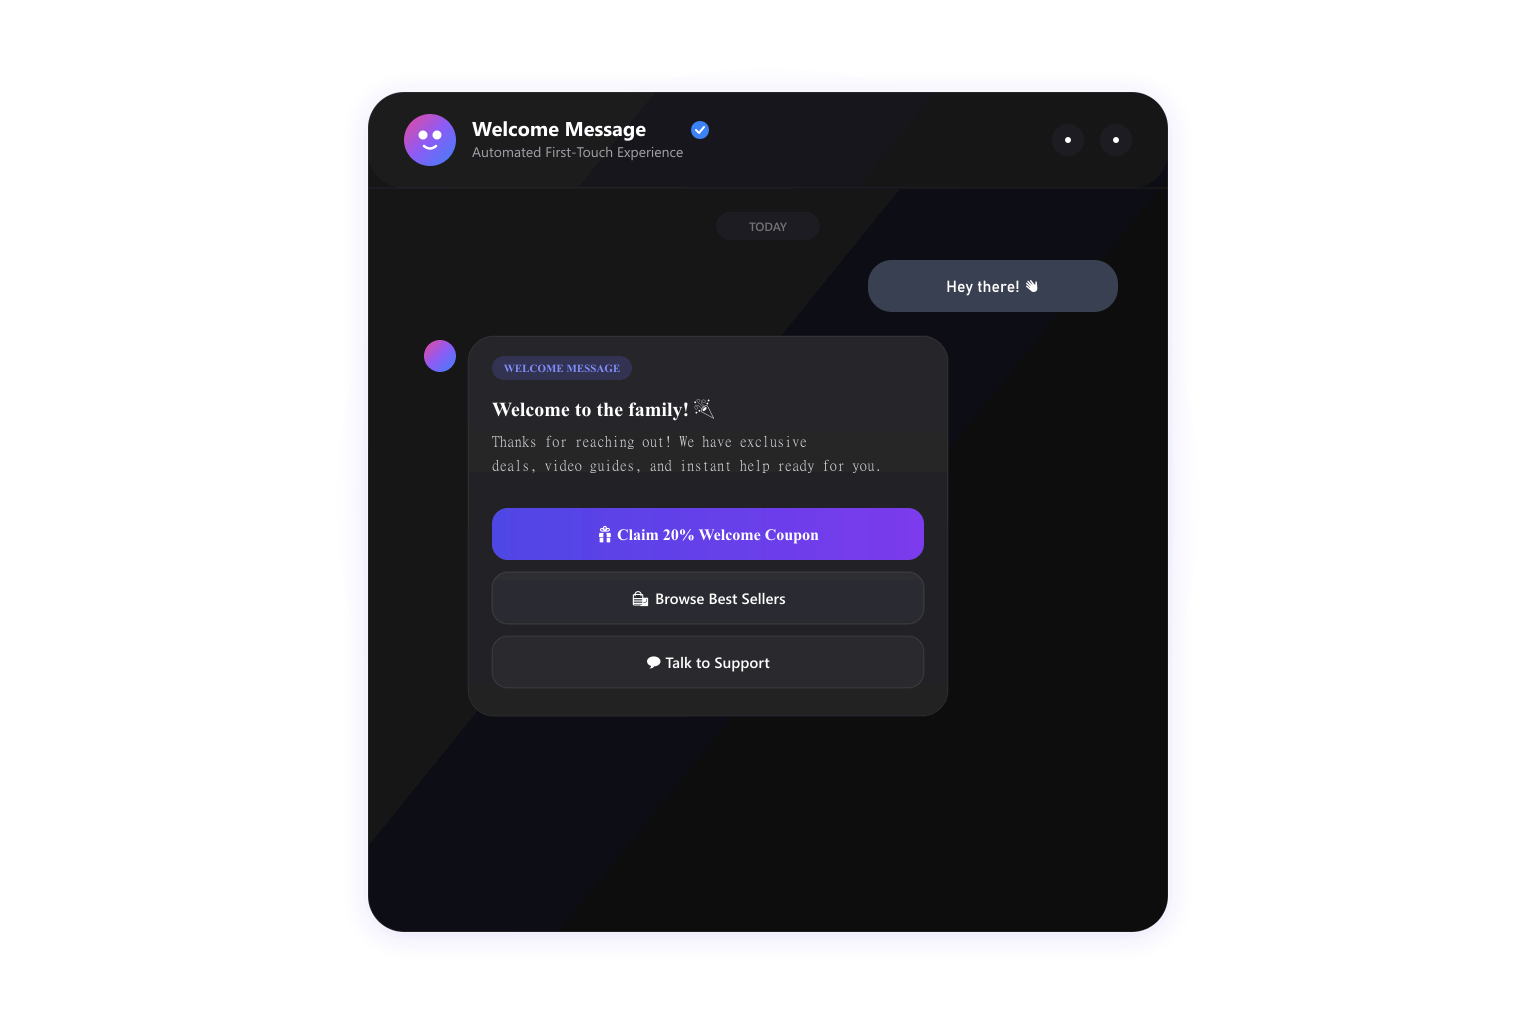 Welcome Message
Automated First-Touch Experience
TODAY
Hey there! 👋
WELCOME MESSAGE
Welcome to the family! 🎉
Thanks for reaching out! We have exclusive
deals, video guides, and instant help ready for you.
🎁 Claim 20% Welcome Coupon
🛍 Browse Best Sellers
💬 Talk to Support